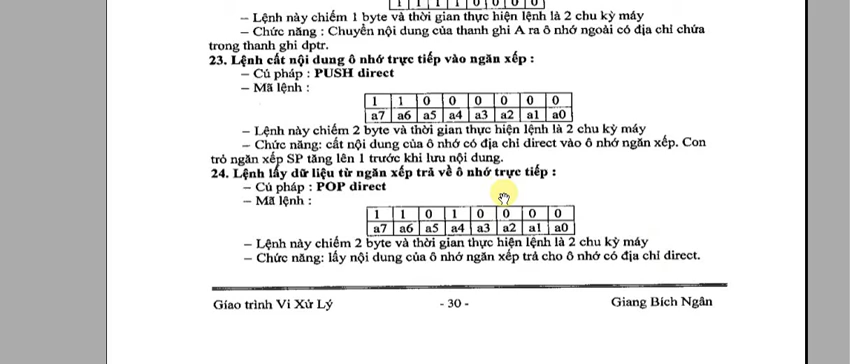 1 1 1 1 0 0 0 0
– Lệnh này chiếm 1 byte và thời gian thực hiện lệnh là 2 chu kỳ máy
– Chức năng : Chuyển nội dung của thanh ghi A ra ô nhớ ngoài có địa chỉ chứa
trong thanh ghi dptr.
23. Lệnh cất nội dung ô nhớ trực tiếp vào ngăn xếp :
– Cú pháp : PUSH direct
– Mã lệnh :
1 1 0 0 0 0 0 0
a7 a6 a5 a4 a3 a2 a1 a0
– Lệnh này chiếm 2 byte và thời gian thực hiện lệnh là 2 chu kỳ máy
– Chức năng: cất nội dung của ô nhớ có địa chỉ direct vào ô nhớ ngăn xếp. Con
trỏ ngăn xếp SP tăng lên 1 trước khi lưu nội dung.
24. Lệnh lấy dữ liệu từ ngăn xếp trả về ô nhớ trực tiếp :
– Cú pháp : POP direct
– Mã lệnh :
1 1 0 1 0 0 0 0
a7 a6 a5 a4 a3 a2 a1 a0
– Lệnh này chiếm 2 byte và thời gian thực hiện lệnh là 2 chu kỳ máy
– Chức năng: lấy nội dung của ô nhớ ngăn xếp trả cho ô nhớ có địa chỉ direct.
Giáo trình Vi Xử Lý - 30 - Giang Bích Ngân